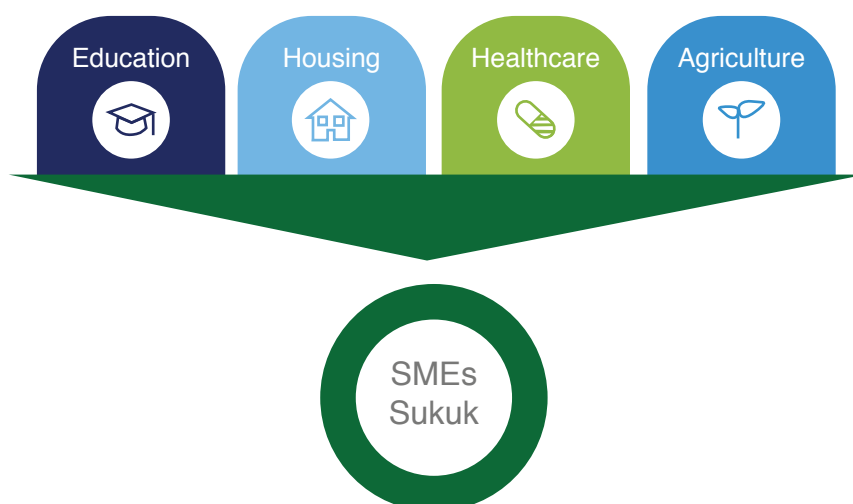 Education
Housing
Healthcare
Agriculture
SMEs
Sukuk